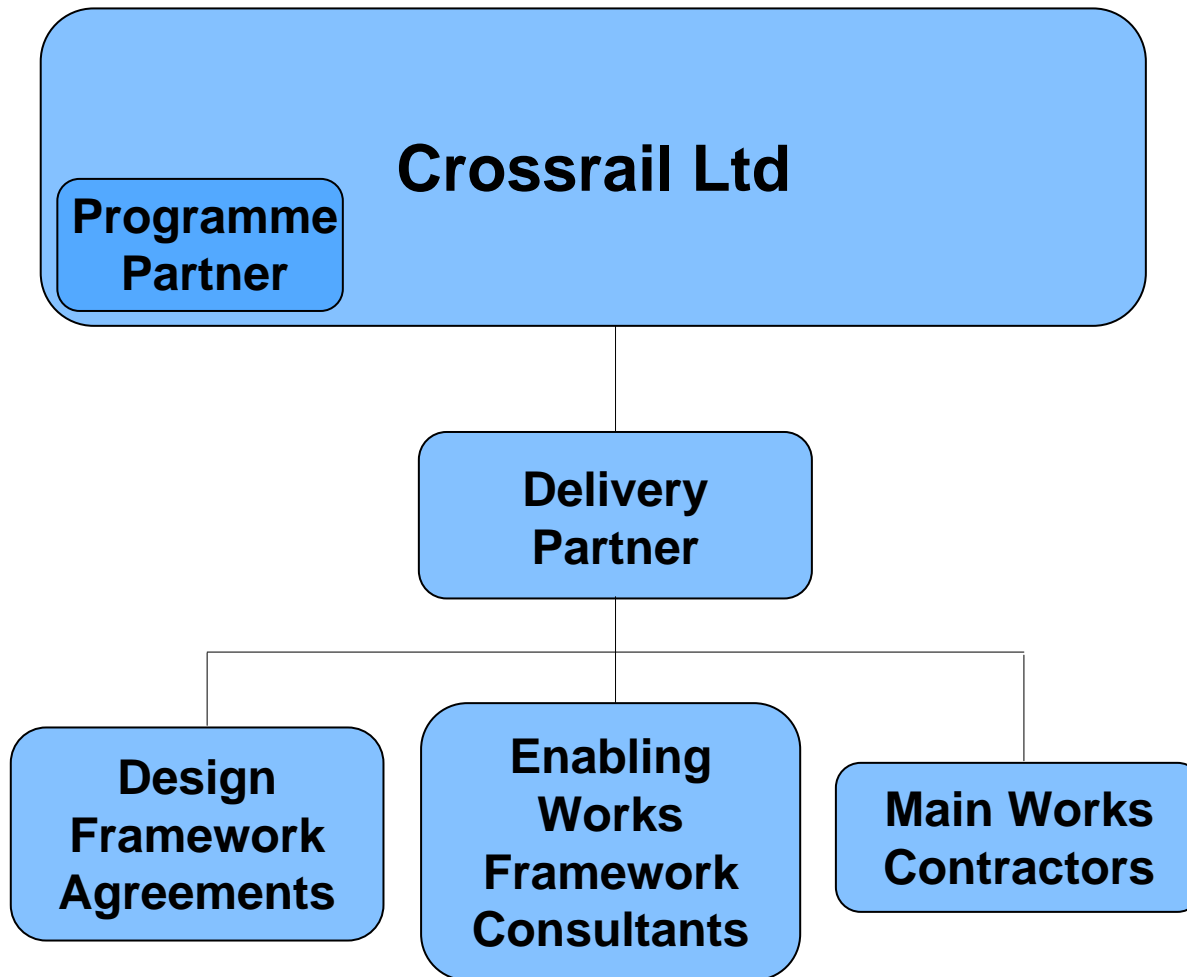 Crossrail Ltd
Programme
Partner
Delivery
Partner
Design
Framework
Agreements
Enabling
Works
Framework
Consultants
Main Works
Contractors